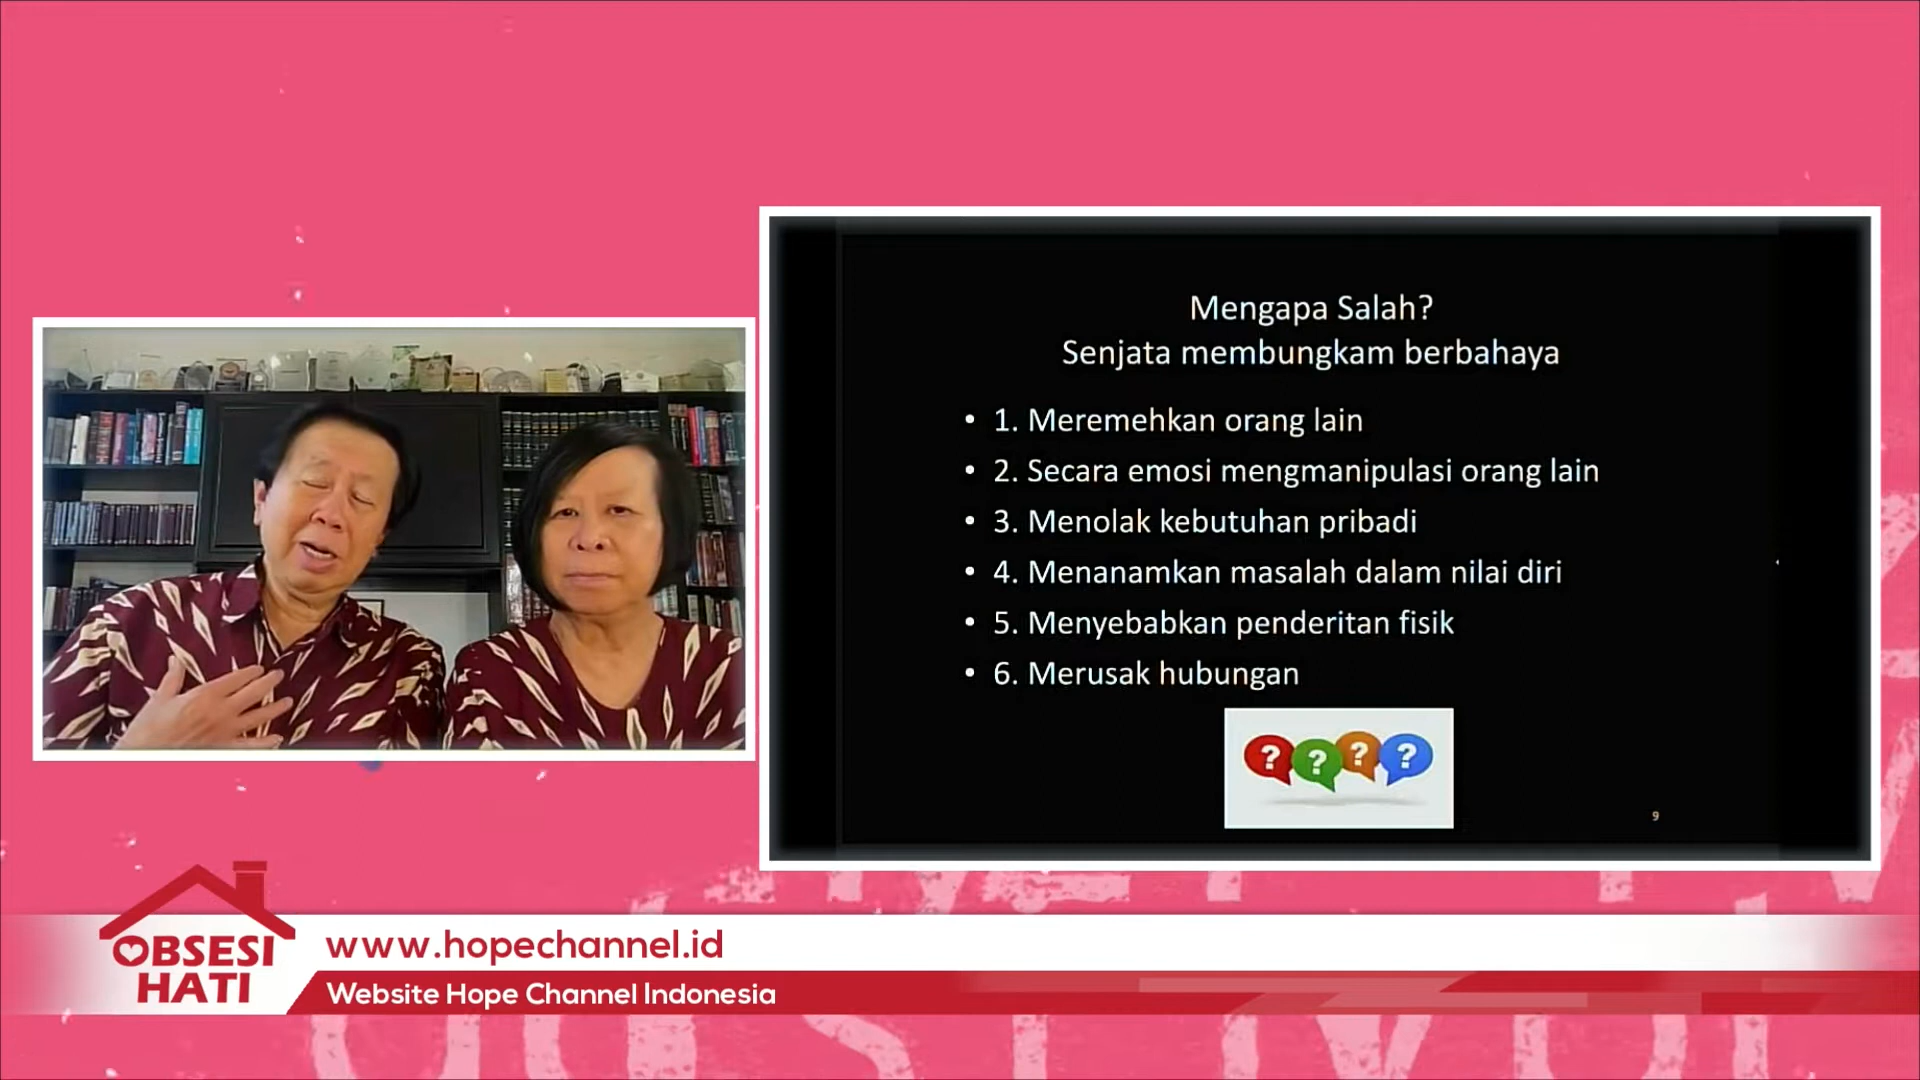 Mengapa Salah?
Senjata membungkam berbahaya
• 1. Meremehkan orang lain
• 2. Secara emosi mengmanipulasi orang lain
• 3. Menolak kebutuhan pribadi
• 4. Menanamkan masalah dalam nilai diri
• 5. Menyebabkan penderitan fisik
• 6. Merusak hubungan
? ? ? ?
9
OBSESI
HATI
www.hopechannel.id
Website Hope Channel Indonesia